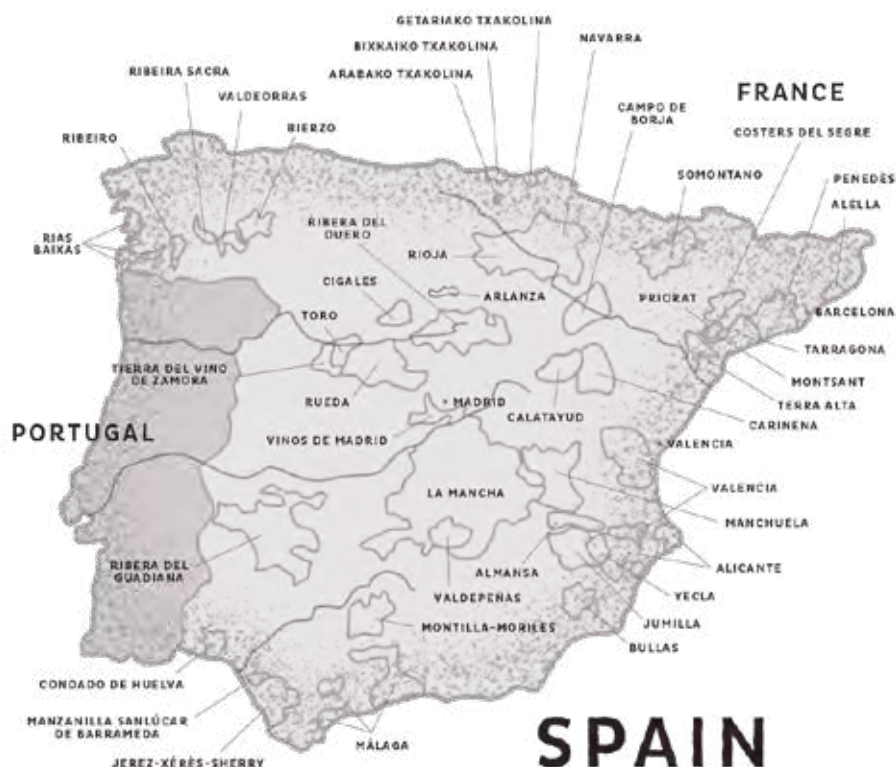 GETARIAKO TXAKOLINA
BIXKAIKO TXAKOLINA
NAVARRA
ARABAKO TXAKOLINA
RIBEIRA SACRA
VALDEORRAS
BIERZO
RIBEIRO
CAMPO DE
BORJA
FRANCE
COSTERS DEL SEGRE
SOMONTANO
PENEDÈS
ALELLA
RIAS
BAIXAS
RIBERA DEL
DUERO
RIOJA
CIGALES
ARLANZA
PRIORAT
BARCELONA
TORO
TARRAGONA
TIERRA DEL VINO
DE ZAMORA
MONTSANT
RUEDA
MADRID
CALATAYUD
TERRA ALTA
CARINENA
PORTUGAL
VINOS DE MADRID
VALENCIA
LA MANCHA
VALENCIA
MANCHUELA
RIBERA DEL
GUADIANA
ALMANSA
ALICANTE
VALDEPEÑAS
YECLA
MONTILLA-MORILES
JUMILLA
BULLAS
CONDADO DE HUELVA
MANZANILLA SANLÚCAR
DE BARRAMEDA
MÁLAGA
JEREZ-XÉRÈS-SHERRY
SPAIN